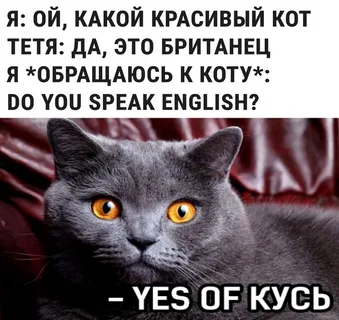 Я: ОЙ, КАКОЙ КРАСИВЫЙ КОТ
ТЕТЯ: ДА, ЭТО БРИТАНЕЦ
Я *ОБРАЩАЮСЬ К КОТУ*:
DO YOU SPEAK ENGLISH?
– YES OF КУСЬ